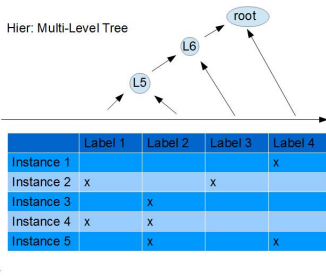 root
Hier: Multi-Level Tree
L6
L5
Label 1 Label 2 Label 3 Label 4
Instance 1 x
Instance 2 x x
Instance 3 x
Instance 4 x x
Instance 5 x x